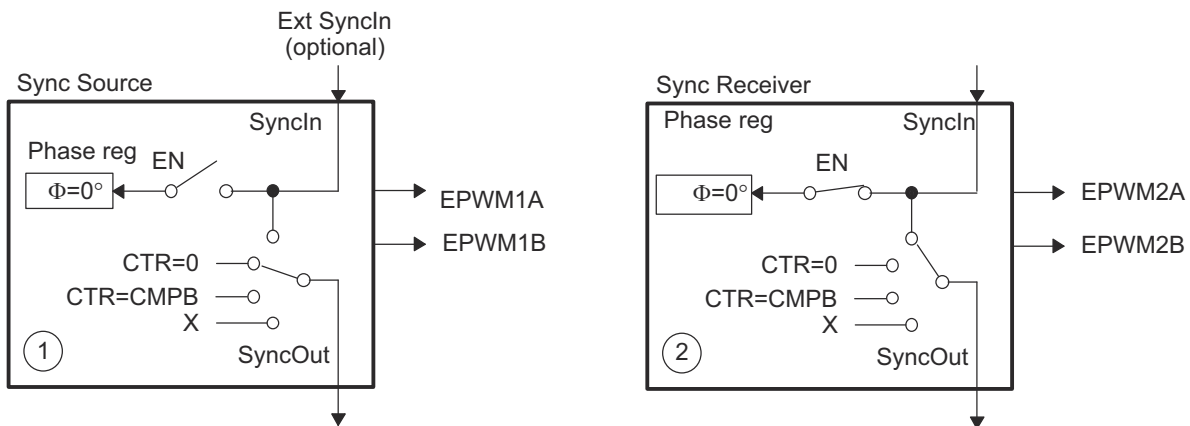 Ext SyncIn
(optional)
Sync Source
SyncIn
Phase reg
EN
Φ=0°
EPWM1A
EPWM1B
CTR=0
CTR=CMPB
X
1
SyncOut
Sync Receiver
Phase reg
SyncIn
EN
Φ=0°
EPWM2A
EPWM2B
CTR=0
CTR=CMPB
X
2
SyncOut